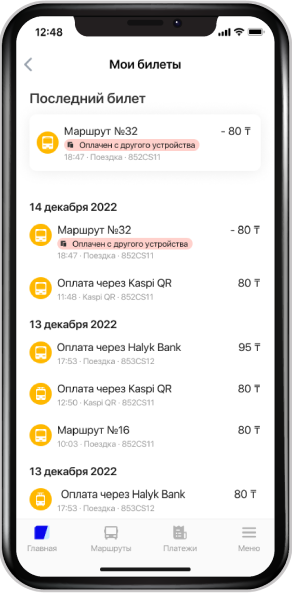 12:48
Мои билеты
Последний билет
Маршрут №32 - 80 ₸
Оплачен с другого устройства
18:47 · Поездка · 852CS11
14 декабря 2022
Маршрут №32 - 80 ₸
Оплачен с другого устройства
18:47 · Поездка · 852CS11
Оплата через Kaspi QR 80 ₸
11:48 · Kaspi QR · 852CS11
13 декабря 2022
Оплата через Halyk Bank 95 ₸
17:53 · Поездка · 853CS12
Оплата через Kaspi QR 80 ₸
12:50 · Kaspi QR · 852CS11
Маршрут №16 80 ₸
10:03 · Поездка · 853CS11
13 декабря 2022
Оплата через Halyk Bank 80 ₸
17:53 · Поездка · 853CS12
Главная Маршруты Платежи Меню